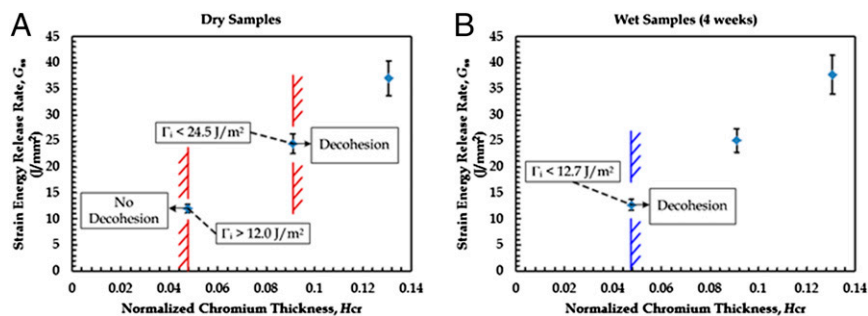 A
Dry Samples
Strain Energy Release Rate, Gss
(J/mm²)
45
40
35
30
25
20
15
10
5
0
Γi < 24.5 J/m²
Decohesion
No
Decohesion
Γi > 12.0 J/m²
0
0.02
0.04
0.06
0.08
0.1
0.12
0.14
Normalized Chromium Thickness, Hcr
B
Wet Samples (4 weeks)
Strain Energy Release Rate, Gss
(J/mm²)
45
40
35
30
25
20
15
10
5
0
Γi < 12.7 J/m²
Decohesion
0
0.02
0.04
0.06
0.08
0.1
0.12
0.14
Normalized Chromium Thickness, Hcr